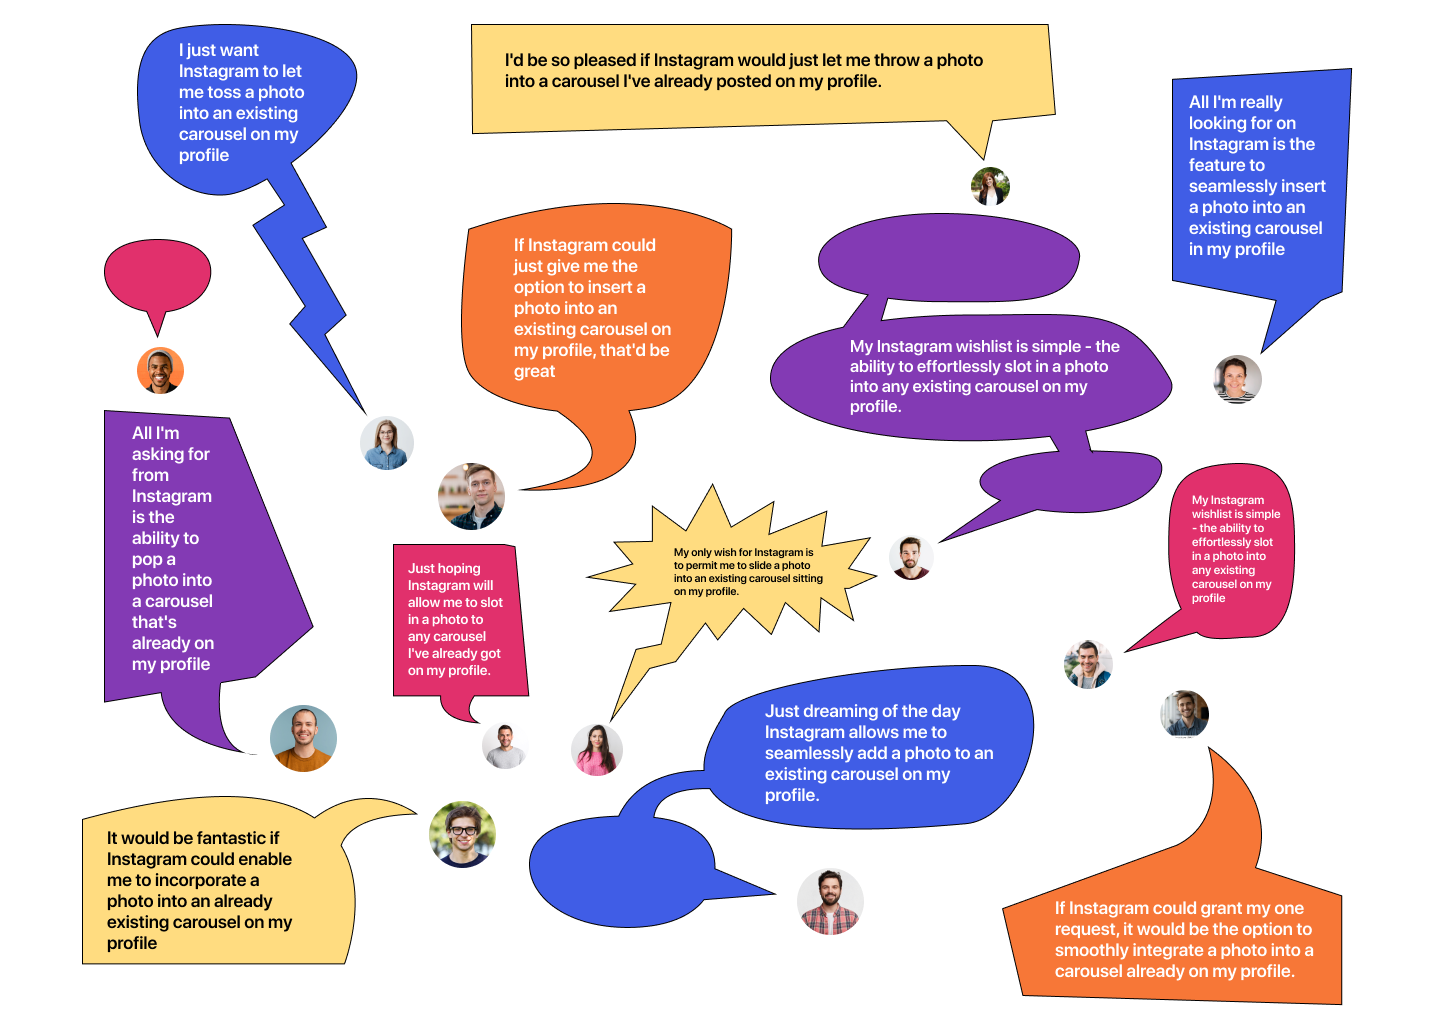 I just want
Instagram to let
me toss a photo
into an existing
carousel on my
profile
I'd be so pleased if Instagram would just let me throw a photo
into a carousel I've already posted on my profile.
All I'm really
looking for on
Instagram is the
feature to
seamlessly insert
a photo into an
existing carousel
in my profile
If Instagram could
just give me the
option to insert a
photo into an
existing carousel on
my profile, that'd be
great
My Instagram wishlist is simple - the
ability to effortlessly slot in a photo
into any existing carousel on my
profile.
All I'm
asking for
from
Instagram
is the
ability to
pop a
photo into
a carousel
that's
already on
my profile
Just hoping
Instagram will
allow me to slot
in a photo to
any carousel
I've already got
on my profile.
My only wish for Instagram is
to permit me to slide a photo
into an existing carousel sitting
on my profile.
My Instagram
wishlist is simple
- the ability to
effortlessly slot
in a photo into
any existing
carousel on my
profile
Just dreaming of the day
Instagram allows me to
seamlessly add a photo to an
existing carousel on my
profile.
It would be fantastic if
Instagram could enable
me to incorporate a
photo into an already
existing carousel on my
profile
If Instagram could grant my one
request, it would be the option to
smoothly integrate a photo into a
carousel already on my profile.